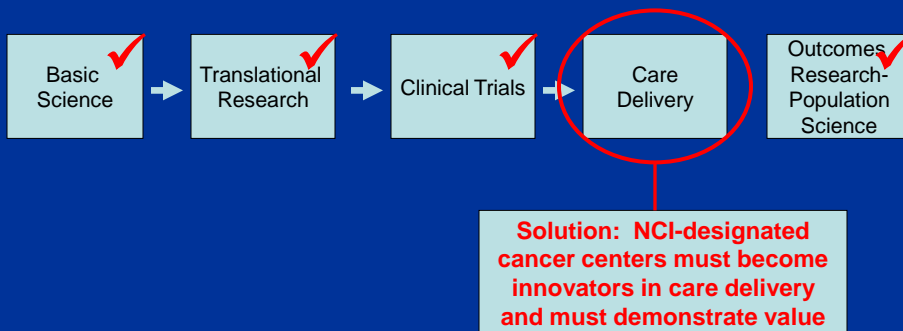 Basic
Science
Translational
Research
Clinical Trials
Care
Delivery
Outcomes
Research-
Population
Science
Solution:  NCI-designated
cancer centers must become
innovators in care delivery
and must demonstrate value